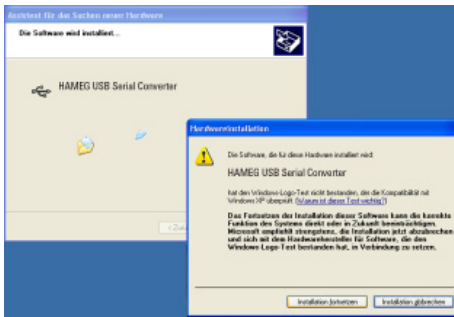 Assistent für das Suchen neuer Hardware
Die Software wird installiert...
HAMEG USB Serial Converter
Hardwareinstallation
Die Software, die für diese Hardware installiert wird:
HAMEG USB Serial Converter
hat den Windows-Logo-Test nicht bestanden, der die Kompatibilität mit
Windows XP überprüft. (Warum ist dieser Test wichtig?)
Das Fortsetzen der Installation dieser Software kann die korrekte
Funktion des Systems direkt oder in Zukunft beeinträchtigen.
Microsoft empfiehlt strengstens, die Installation jetzt abzubrechen
und sich mit dem Hardwarehersteller für Software, die den
Windows-Logo-Test bestanden hat, in Verbindung zu setzen.
Installation fortsetzen
Installation abbrechen